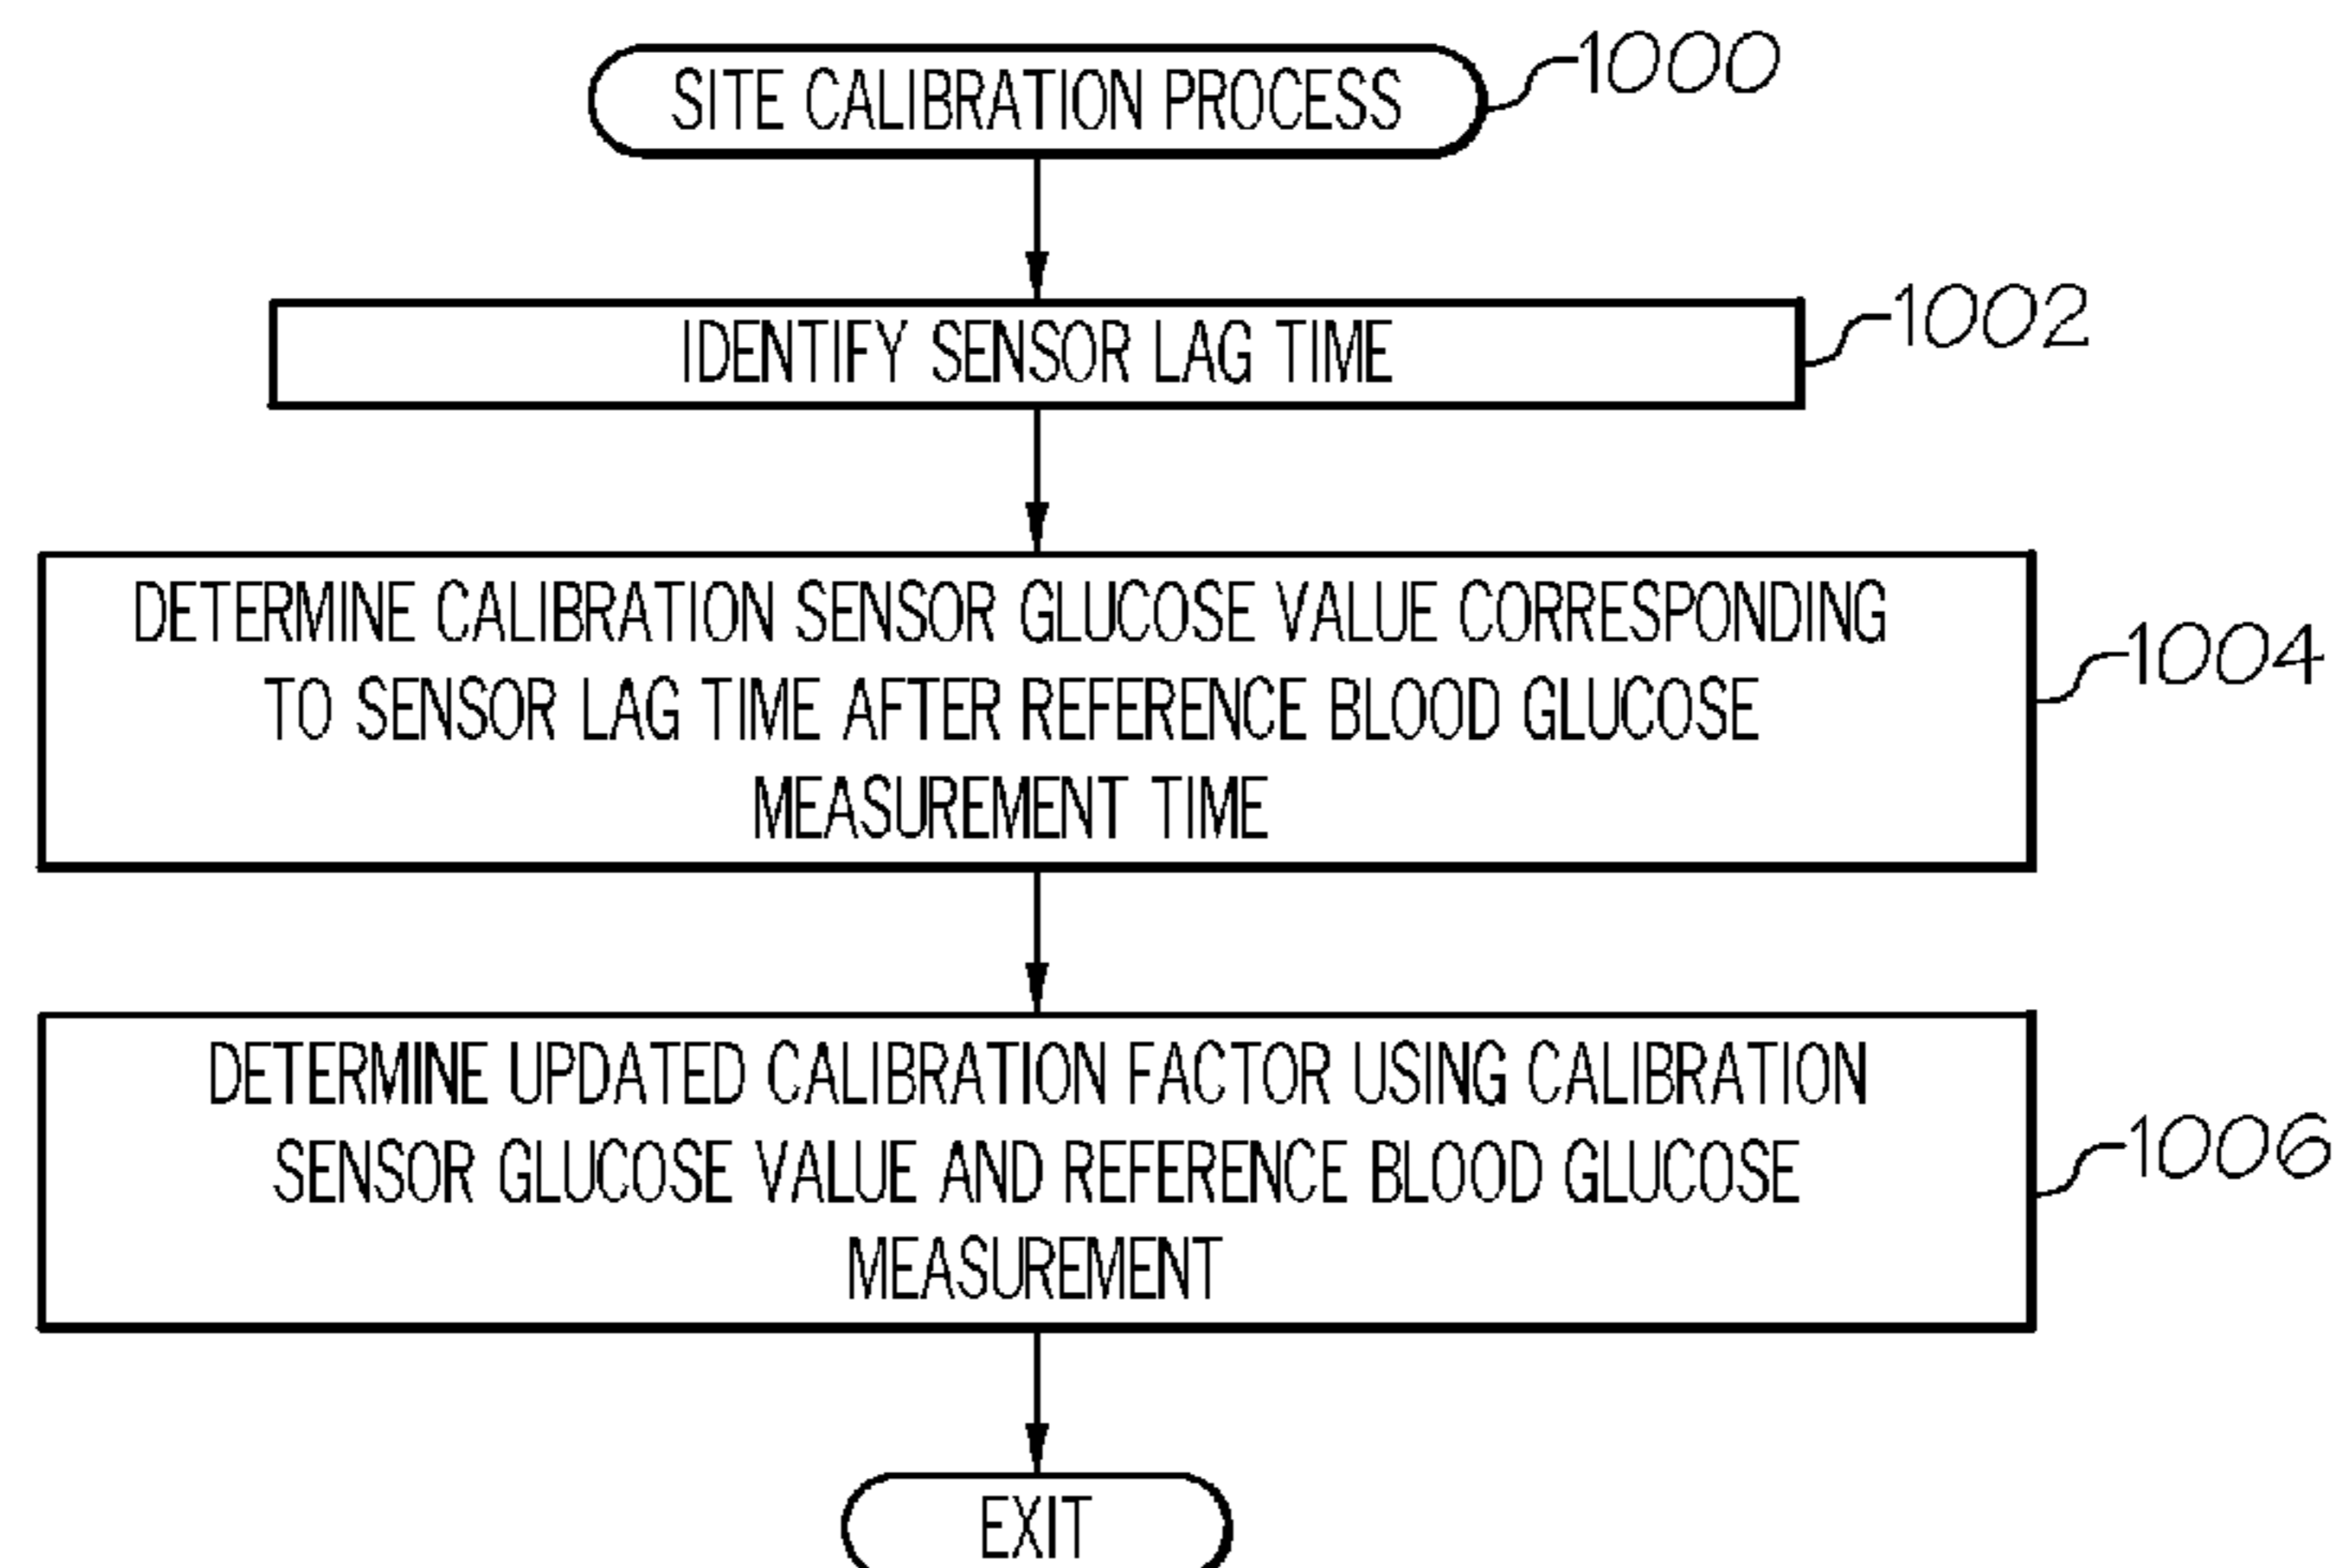 SITE CALIBRATION PROCESS
1000
IDENTIFY SENSOR LAG TIME
1002
DETERMINE CALIBRATION SENSOR GLUCOSE VALUE CORRESPONDING
TO SENSOR LAG TIME AFTER REFERENCE BLOOD GLUCOSE
MEASUREMENT TIME
1004
DETERMINE UPDATED CALIBRATION FACTOR USING CALIBRATION
SENSOR GLUCOSE VALUE AND REFERENCE BLOOD GLUCOSE
MEASUREMENT
1006
EXIT